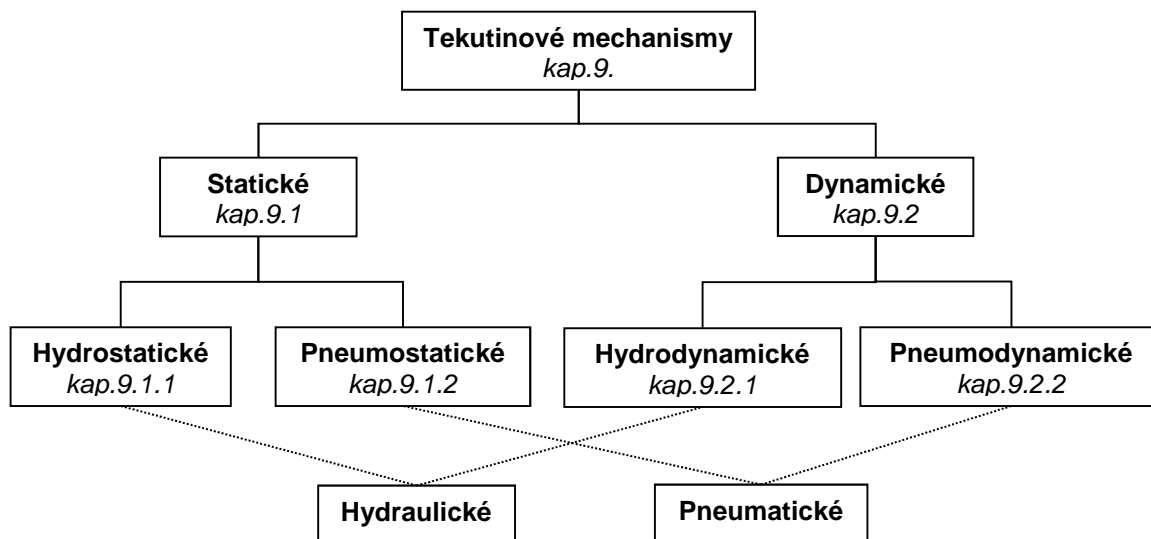 Tekutinové mechanismy
kap.9.
Statické
kap.9.1
Dynamické
kap.9.2
Hydrostatické
kap.9.1.1
Pneumostatické
kap.9.1.2
Hydrodynamické
kap.9.2.1
Pneumodynamické
kap.9.2.2
Hydraulické
Pneumatické